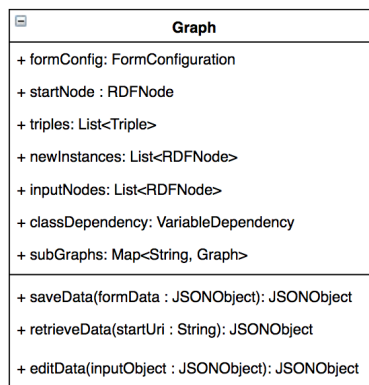 Graph
+ formConfig: FormConfiguration
+ startNode : RDFNode
+ triples: List<Triple>
+ newInstances: List<RDFNode>
+ inputNodes: List<RDFNode>
+ classDependency: VariableDependency
+ subGraphs: Map<String, Graph>
+ saveData(formData : JSONObject): JSONObject
+ retrieveData(startUri : String): JSONObject
+ editData(inputObject : JSONObject): JSONObject